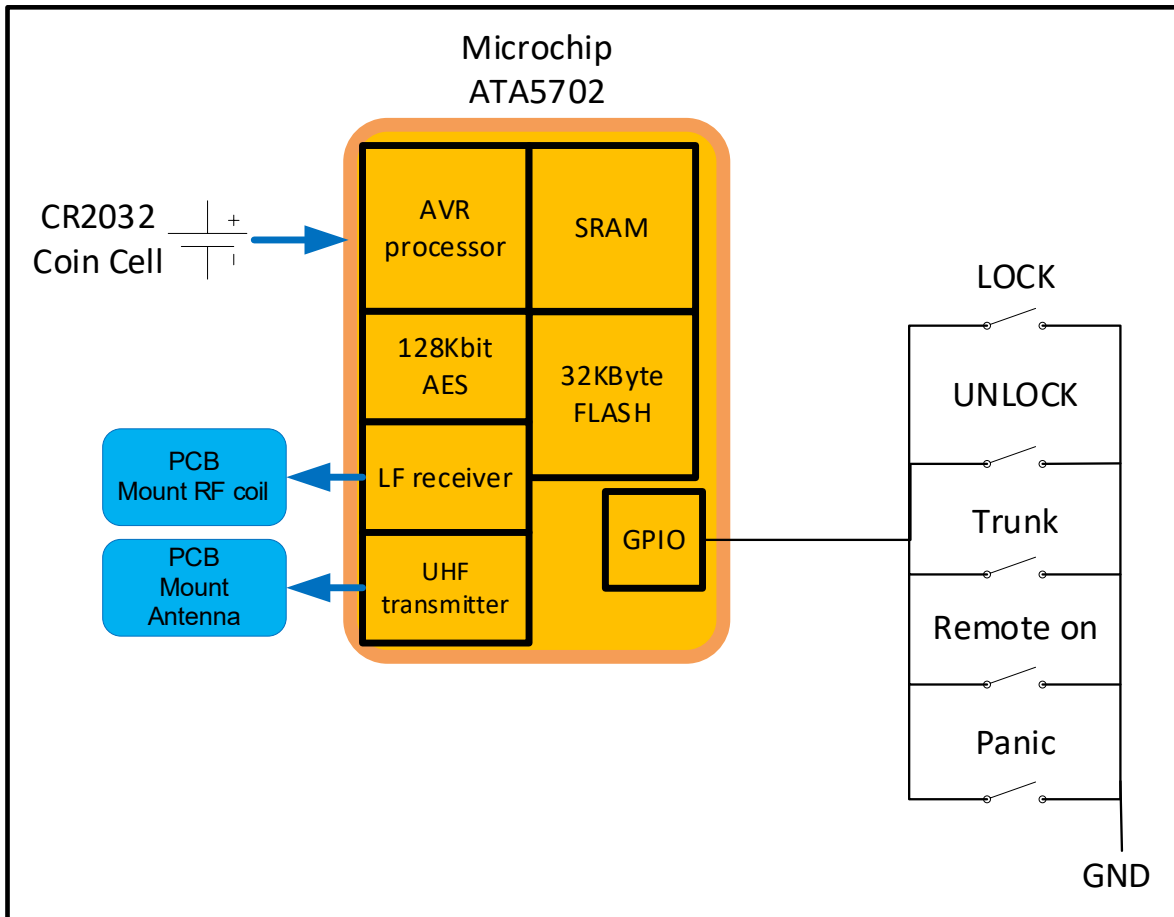 Microchip
ATA5702
CR2032
Coin Cell
+
-
AVR
processor
SRAM
128Kbit
AES
32KByte
FLASH
LF receiver
UHF
transmitter
GPIO
PCB
Mount RF coil
PCB
Mount
Antenna
LOCK
UNLOCK
Trunk
Remote on
Panic
GND